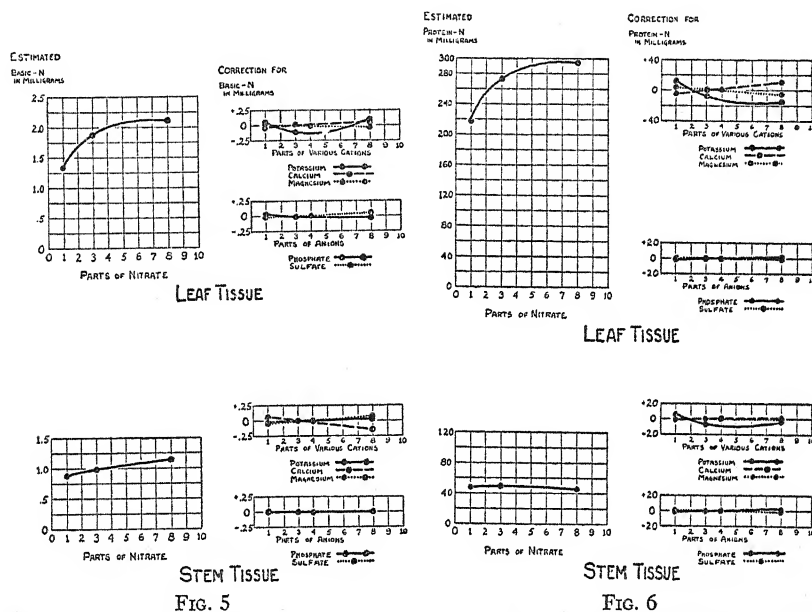 ESTIMATED
BASIC-N
IN MILLIGRAMS
2.5
2.0
1.5
1.0
.5
0
0 1 2 3 4 5 6 7 8 9 10
PARTS OF NITRATE
CORRECTION FOR
BASIC-N
IN MILLIGRAMS
+.25
0
-.25
1 2 3 4 5 6 7 8 9 10
PARTS OF VARIOUS CATIONS
POTASSIUM
CALCIUM
MAGNESIUM
+.25
0
-.25
1 2 3 4 5 6 7 8 9 10
PARTS OF ANIONS
PHOSPHATE
SULFATE
LEAF TISSUE
1.5
1.0
.5
0
0 1 2 3 4 5 6 7 8 9 10
PARTS OF NITRATE
+.25
0
-.25
1 2 3 4 5 6 7 8 9 10
PARTS OF VARIOUS CATIONS
POTASSIUM
CALCIUM
MAGNESIUM
+.25
0
-.25
1 2 3 4 5 6 7 8 9 10
PARTS OF ANIONS
PHOSPHATE
SULFATE
STEM TISSUE
FIG. 5
ESTIMATED
PROTEIN-N
IN MILLIGRAMS
300
280
240
200
160
120
80
40
0
0 1 2 3 4 5 6 7 8 9 10
PARTS OF NITRATE
CORRECTION FOR
PROTEIN-N
IN MILLIGRAMS
+40
0
+40
1 2 3 4 5 6 7 8 9 10
PARTS OF VARIOUS CATIONS
POTASSIUM
CALCIUM
MAGNESIUM
+20
0
-20
1 2 3 4 5 6 7 8 9 10
PARTS OF ANIONS
PHOSPHATE
SULFATE
LEAF TISSUE
120
80
40
0
0 1 2 3 4 5 6 7 8 9 10
PARTS OF NITRATE
+20
0
-20
1 2 3 4 5 6 7 8 9 10
PARTS OF VARIOUS CATIONS
POTASSIUM
CALCIUM
MAGNESIUM
+20
0
-20
1 2 3 4 5 6 7 8 9 10
PARTS OF ANIONS
PHOSPHATE
SULFATE
STEM TISSUE
FIG. 6